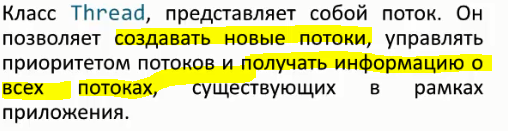 Класс Thread, представляет собой поток. Он
позволяет создавать новые потоки, управлять
приоритетом потоков и получать информацию о
всех потоках, существующих в рамках
приложения.